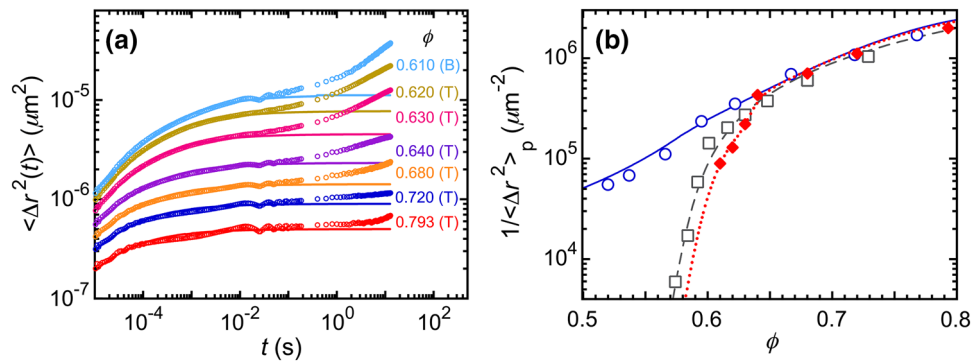 (a)
ϕ
0.610 (B)
0.620 (T)
0.630 (T)
0.640 (T)
0.680 (T)
0.720 (T)
0.793 (T)
10⁻⁵
10⁻⁶
10⁻⁷
<Δr²(t)> (μm²)
10⁻⁴
10⁻²
10⁰
10²
t (s)
(b)
10⁶
10⁵
10⁴
1/<Δr²>ₚ (μm⁻²)
0.5
0.6
0.7
0.8
ϕ